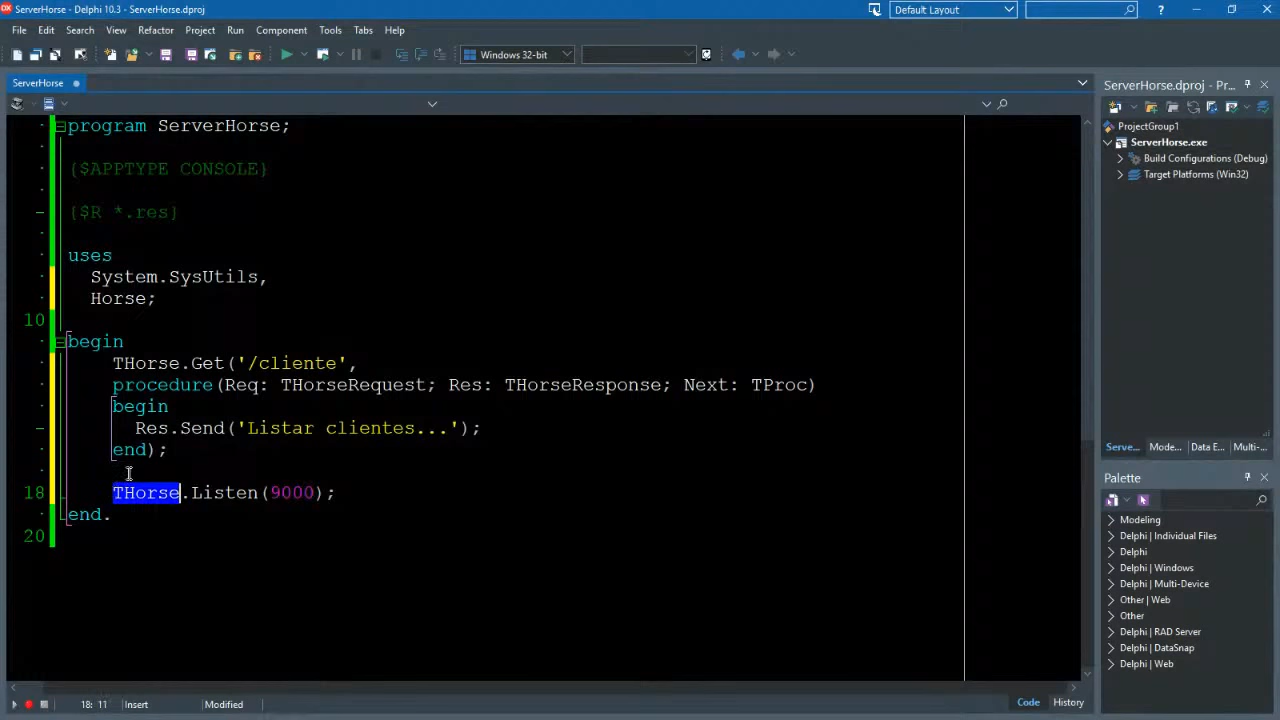 ServerHorse - Delphi 10.3 - ServerHorse.dproj
Default Layout
?
File Edit Search View Refactor Project Run Component Tools Tabs Help
Windows 32-bit
ServerHorse
ServerHorse.dproj - Pr...
program ServerHorse;
{$APPTYPE CONSOLE}
{$R *.res}
uses
System.SysUtils,
Horse;
10
begin
THorse.Get('/cliente',
procedure(Req: THorseRequest; Res: THorseResponse; Next: TProc)
begin
Res.Send('Listar clientes...');
end);
18 THorse.Listen(9000);
end.
20
ProjectGroup1
ServerHorse.exe
Build Configurations (Debug)
Target Platforms (Win32)
Serve... Mode... Data E... Multi-...
Palette
Modeling
Delphi | Individual Files
Delphi
Delphi | Windows
Delphi | Multi-Device
Other | Web
Other
Delphi | RAD Server
Delphi | DataSnap
Delphi | Web
18: 11 Insert Modified Code History